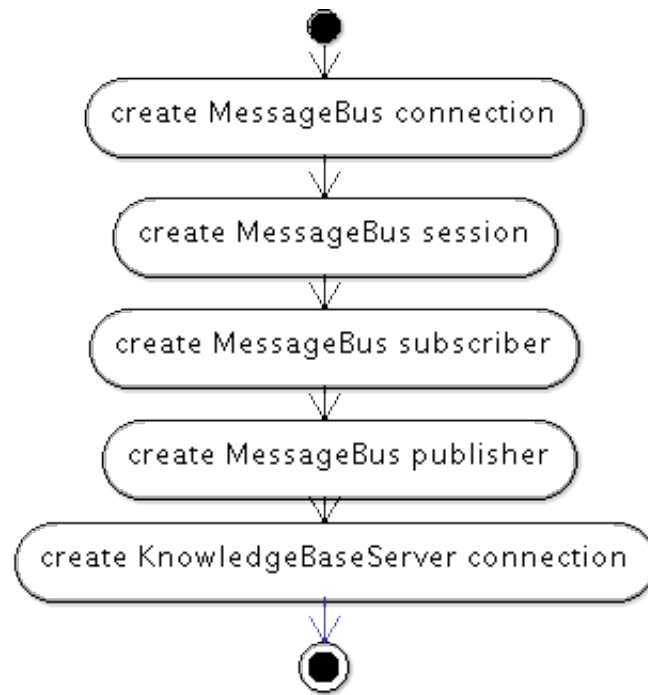 create MessageBus connection
create MessageBus session
create MessageBus subscriber
create MessageBus publisher
create KnowledgeBaseServer connection